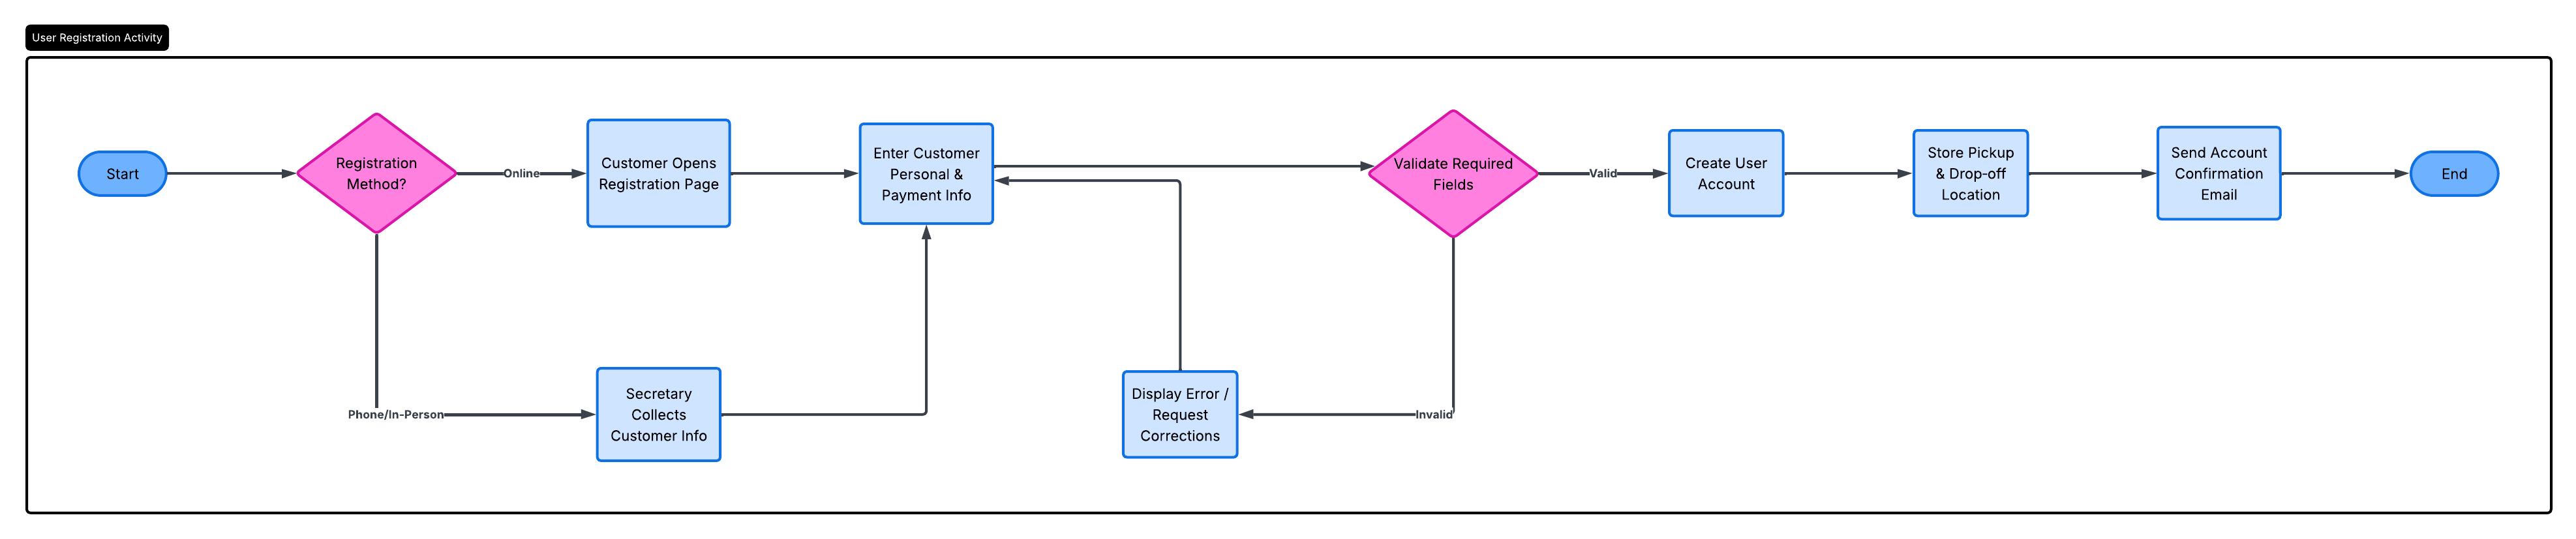 User Registration Activity
Start
Registration
Method?
Online
Customer Opens
Registration Page
Enter Customer
Personal &
Payment Info
Validate Required
Fields
Valid
Create User
Account
Store Pickup
& Drop-off
Location
Send Account
Confirmation
Email
End
Phone/In-Person
Secretary
Collects
Customer Info
Display Error /
Request
Corrections
Invalid